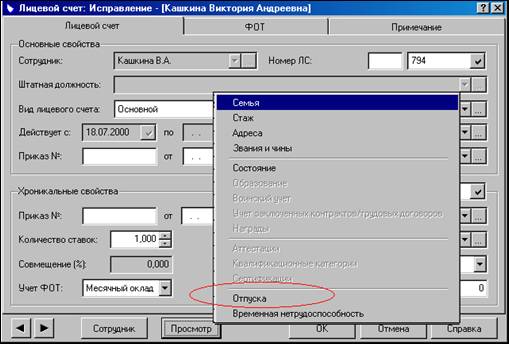 Лицевой счет: Исправление - [Кашкина Виктория Андреевна]
Лицевой счет ФОТ Примечание
Основные свойства
Сотрудник: Кашкина В.А. Номер ЛС: 794
Штатная должность:
Вид лицевого счета: Основной
Действует с: 18.07.2000 по . .
Приказ №: от . .
Хроникальные свойства
Приказ №: от . .
Количество ставок: 1,000
Совмещение (%): 0,000
Учет ФОТ: Месячный оклад 0
Семья
Стаж
Адреса
Звания и чины
Состояние
Образование
Воинский учет
Учет заключенных контрактов/трудовых договоров
Награды
Аттестации
Квалификационные категории
Сертификации
Отпуска
Временная нетрудоспособность
Сотрудник Просмотр OK Отмена Справка